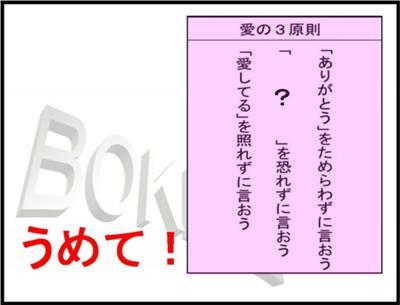 愛の3原則
「ありがとう」をためらわずに言おう
「 ? 」を恐れずに言おう
「愛してる」を照れずに言おう
BOKE
うめて!